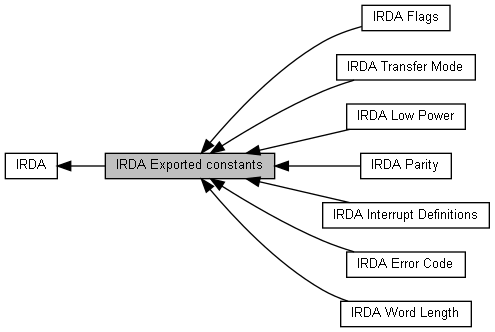 IRDA Flags
IRDA Transfer Mode
IRDA Low Power
IRDA
IRDA Exported constants
IRDA Parity
IRDA Interrupt Definitions
IRDA Error Code
IRDA Word Length